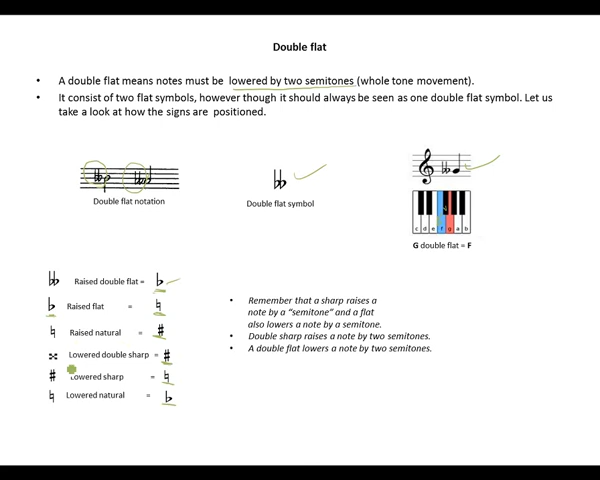 Double flat
• A double flat means notes must be lowered by two semitones (whole tone movement).
• It consist of two flat symbols, however though it should always be seen as one double flat symbol. Let us
take a look at how the signs are positioned.
Double flat notation
Double flat symbol
c d e f g a b
G double flat = F
𝄫 Raised double flat = ♭
♭ Raised flat = ♮
♮ Raised natural = ♯
𝄪 Lowered double sharp = ♯
♯ Lowered sharp = ♮
♮ Lowered natural = ♭
• Remember that a sharp raises a
note by a “semitone” and a flat
also lowers a note by a semitone.
• Double sharp raises a note by two semitones.
• A double flat lowers a note by two semitones.